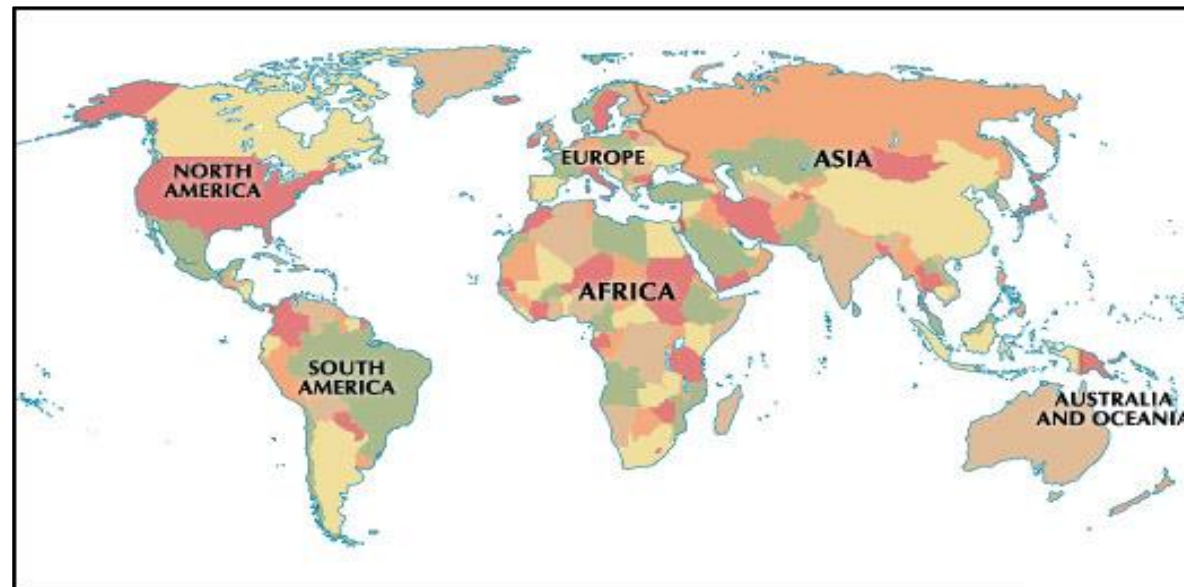 NORTH
AMERICA
EUROPE
ASIA
AFRICA
SOUTH
AMERICA
AUSTRALIA
AND OCEANIA